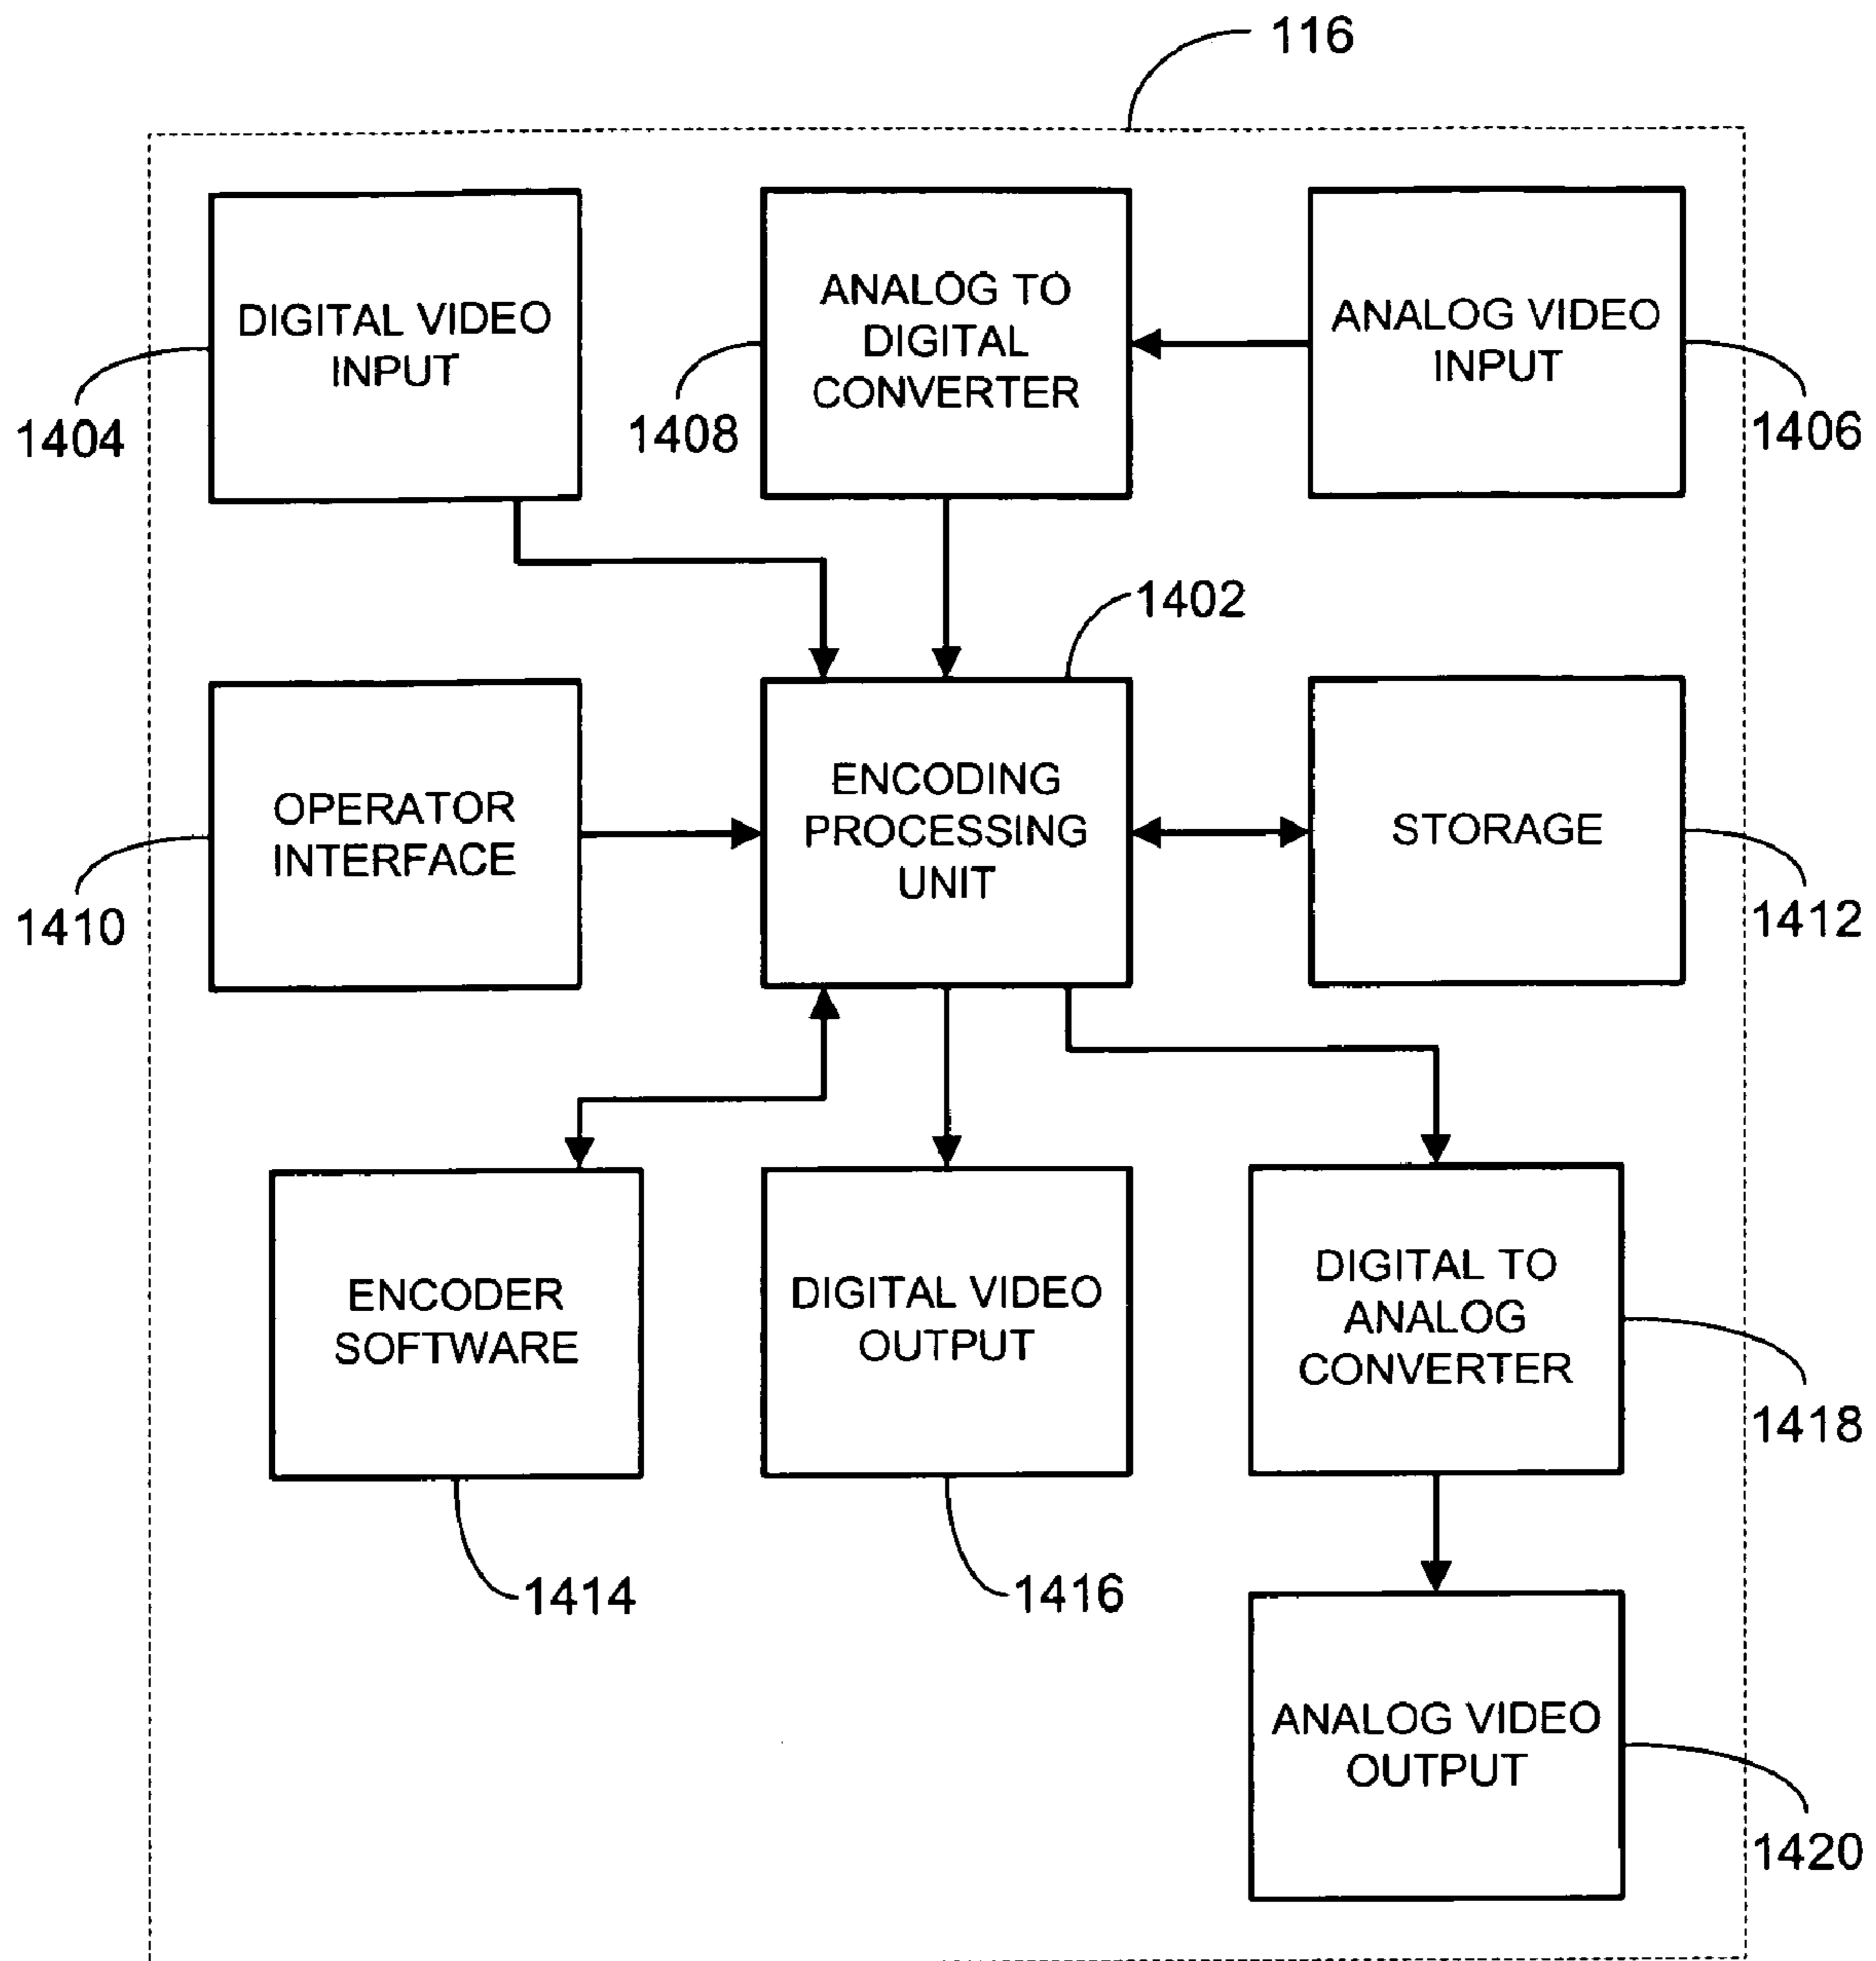 116
DIGITAL VIDEO
INPUT
1404
ANALOG TO
DIGITAL
CONVERTER
1408
ANALOG VIDEO
INPUT
1406
1402
OPERATOR
INTERFACE
1410
ENCODING
PROCESSING
UNIT
STORAGE
1412
ENCODER
SOFTWARE
1414
DIGITAL VIDEO
OUTPUT
1416
DIGITAL TO
ANALOG
CONVERTER
1418
ANALOG VIDEO
OUTPUT
1420